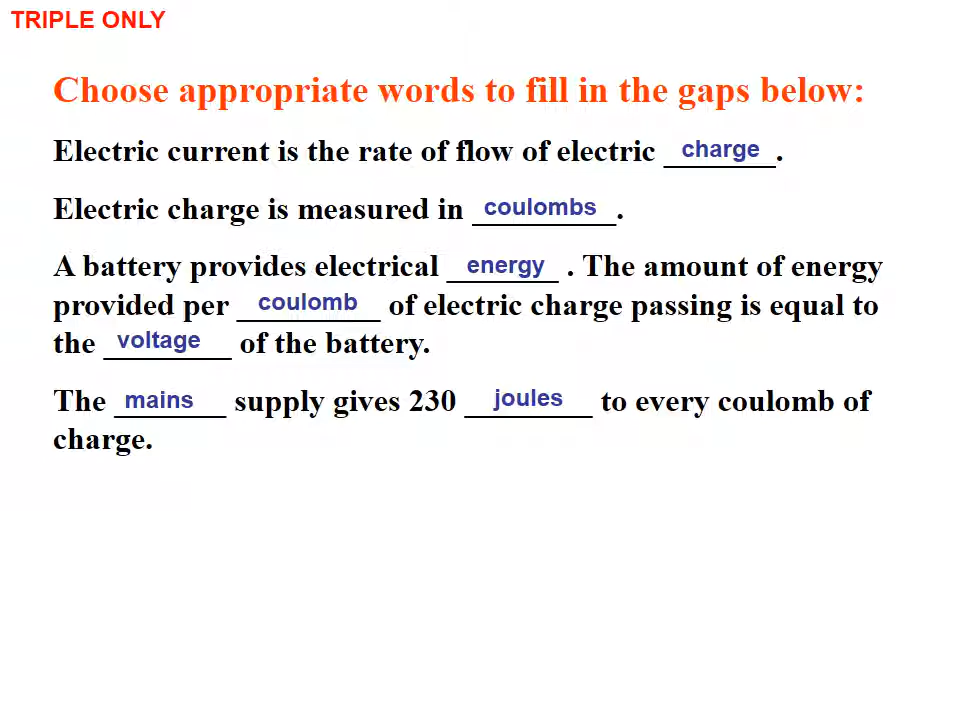 TRIPLE ONLY
Choose appropriate words to fill in the gaps below:
Electric current is the rate of flow of electric charge.
Electric charge is measured in coulombs.
A battery provides electrical energy . The amount of energy
provided per coulomb of electric charge passing is equal to
the voltage of the battery.
The mains supply gives 230 joules to every coulomb of
charge.